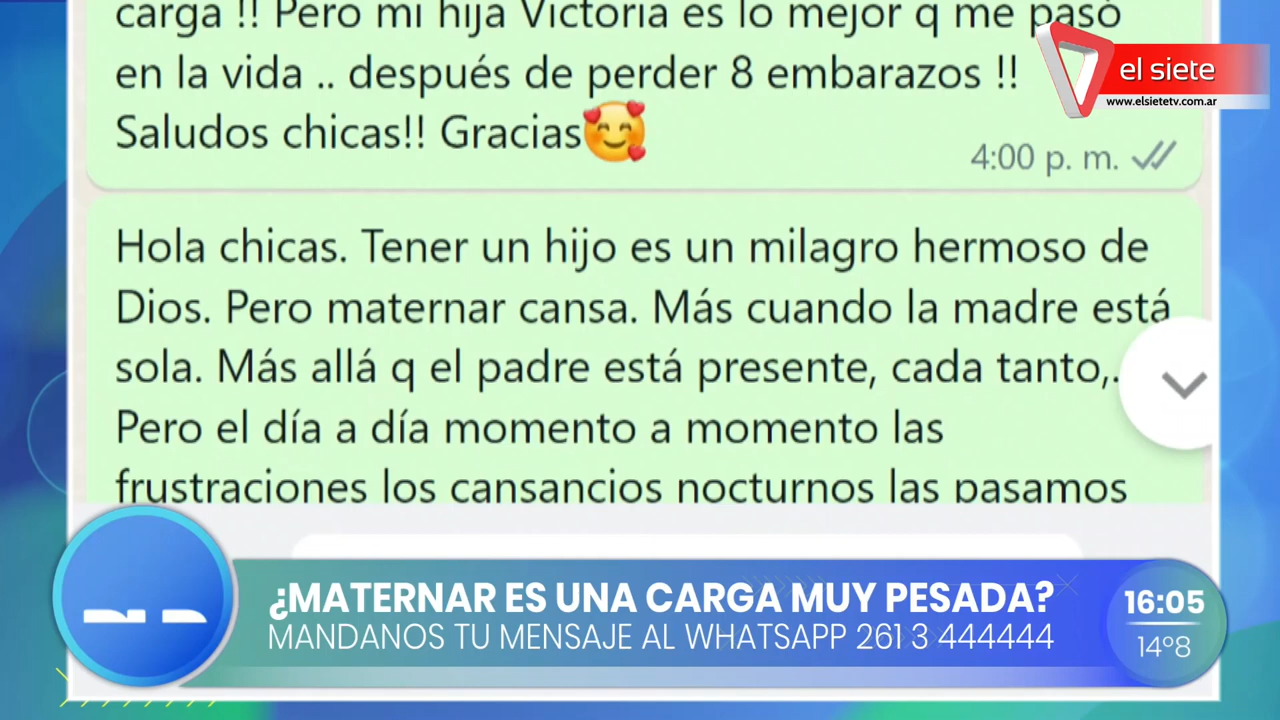 carga !! Pero mi hija Victoria es lo mejor q me pasó
en la vida .. después de perder 8 embarazos !!
Saludos chicas!! Gracias🥰
4:00 p. m.
el siete
www.elsietetv.com.ar
Hola chicas. Tener un hijo es un milagro hermoso de
Dios. Pero maternar cansa. Más cuando la madre está
sola. Más allá q el padre está presente, cada tanto,.
Pero el día a día momento a momento las
frustraciones los cansancios nocturnos las pasamos
¿MATERNAR ES UNA CARGA MUY PESADA?
MANDANOS TU MENSAJE AL WHATSAPP 261 3 444444
16:05
14º8